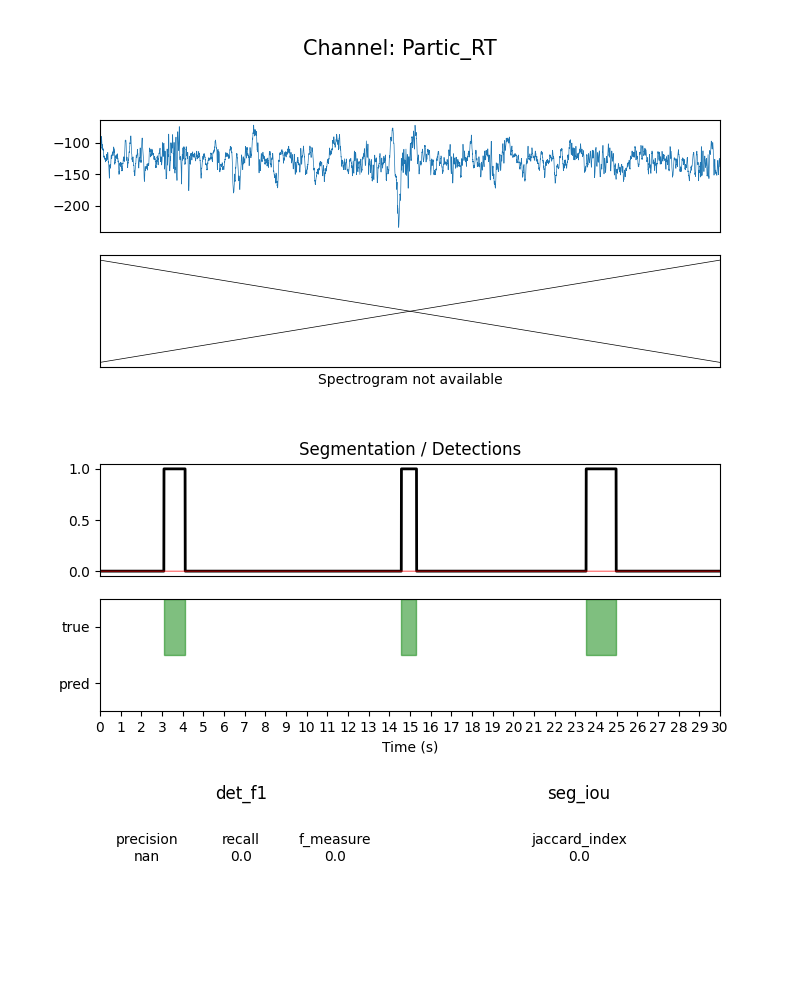 Channel: Partic_RT
−100
−150
−200
Spectrogram not available
Segmentation / Detections
1.0
0.5
0.0
true
pred
0 1 2 3 4 5 6 7 8 9 10 11 12 13 14 15 16 17 18 19 20 21 22 23 24 25 26 27 28 29 30
Time (s)
det_f1 seg_iou
precision recall f_measure jaccard_index
nan 0.0 0.0 0.0